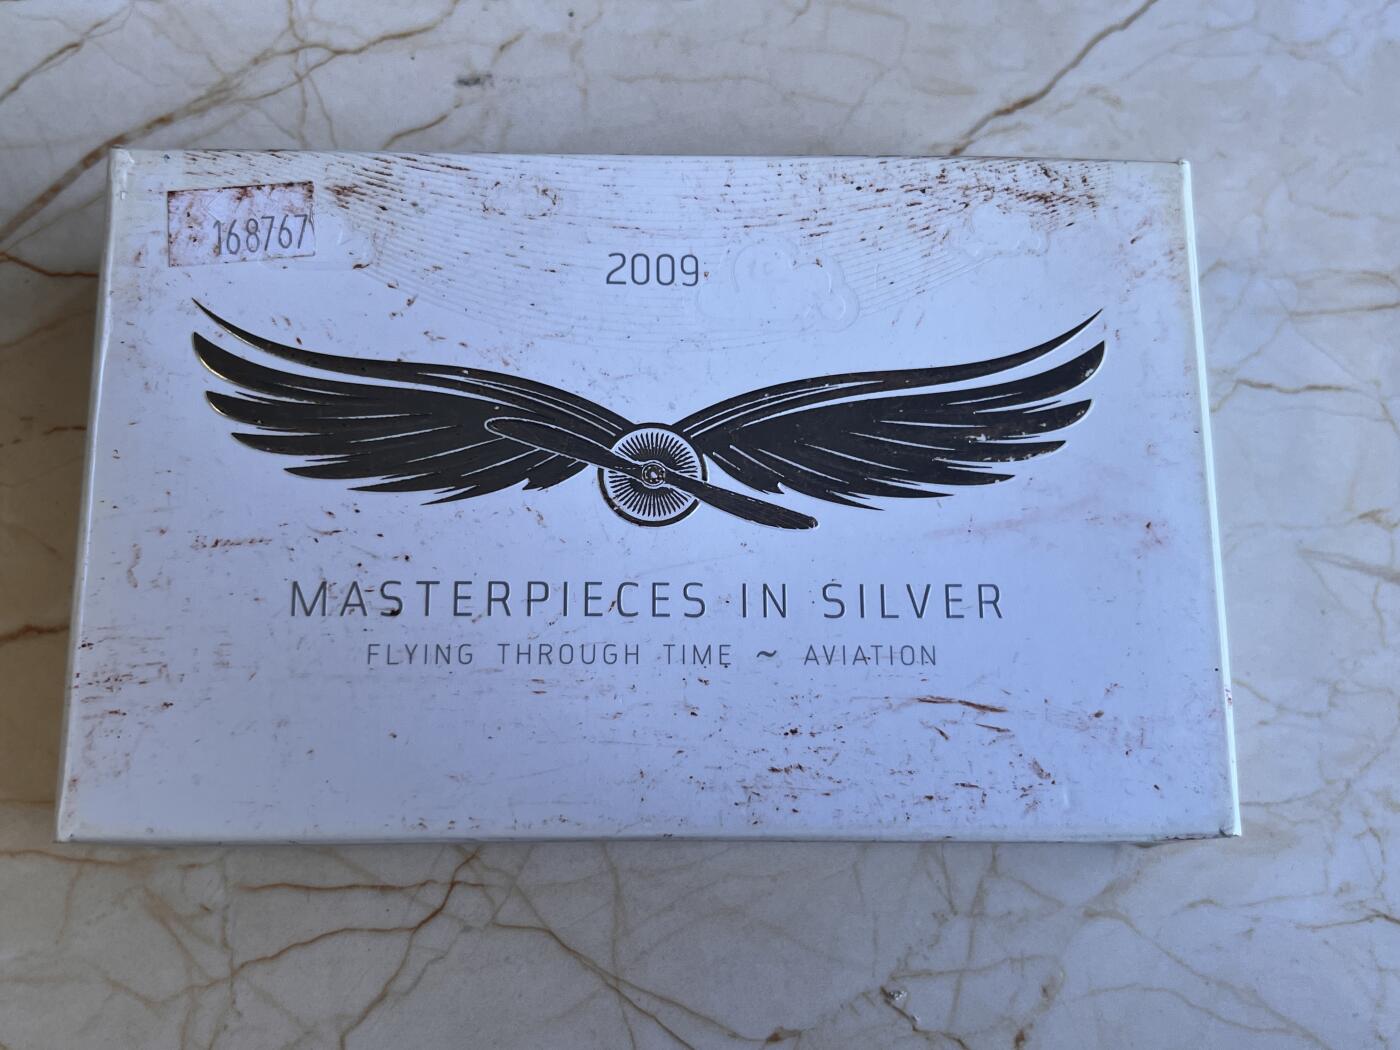 168767
2009
MASTERPIECES IN SILVER
FLYING THROUGH TIME ~ AVIATION